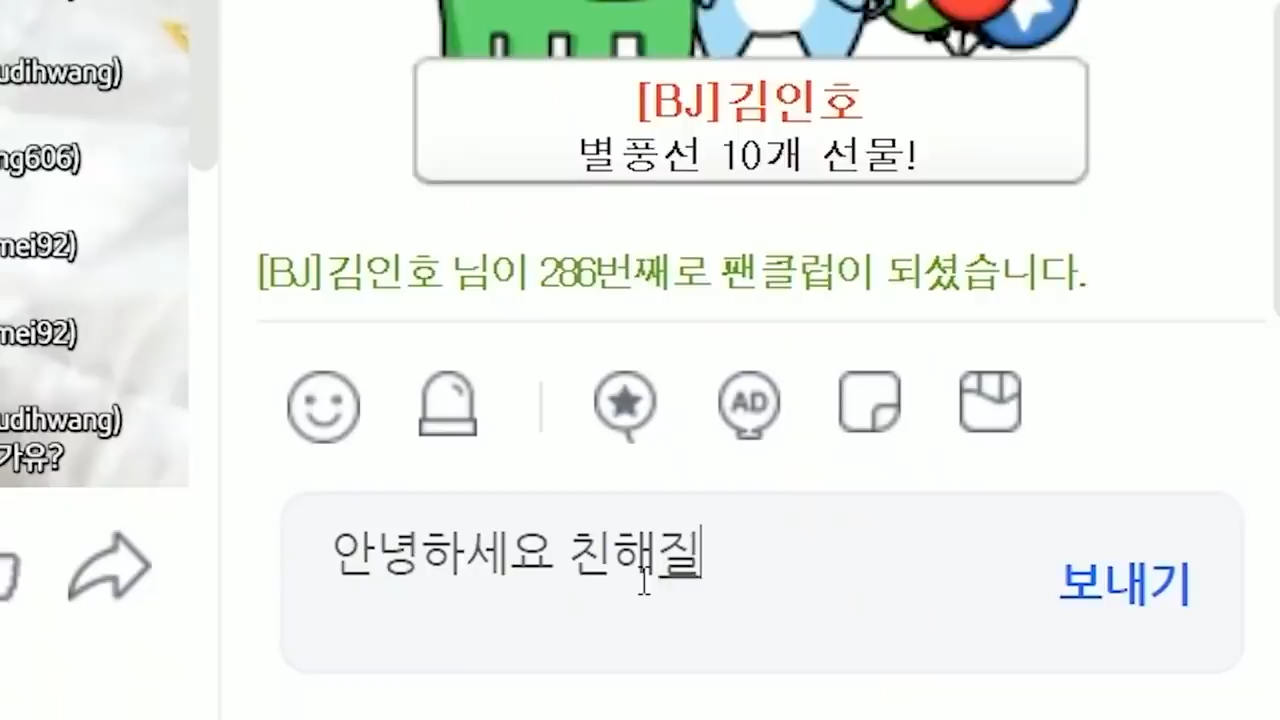 udihwang)
ng606)
mei92)
mei92)
udihwang)
가유?
[BJ]김인호
별풍선 10개 선물!
[BJ]김인호 님이 286번째로 팬클럽이 되셨습니다.
AD
안녕하세요 친해질
보내기